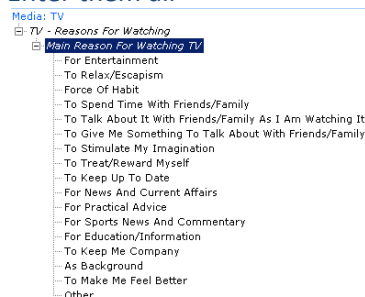 Enter them all
Media: TV
TV - Reasons For Watching
Main Reason For Watching TV
For Entertainment
To Relax/Escapism
Force Of Habit
To Spend Time With Friends/Family
To Talk About It With Friends/Family As I Am Watching It
To Give Me Something To Talk About With Friends/Family
To Stimulate My Imagination
To Treat/Reward Myself
To Keep Up To Date
For News And Current Affairs
For Practical Advice
For Sports News And Commentary
For Education/Information
To Keep Me Company
As Background
To Make Me Feel Better
Other